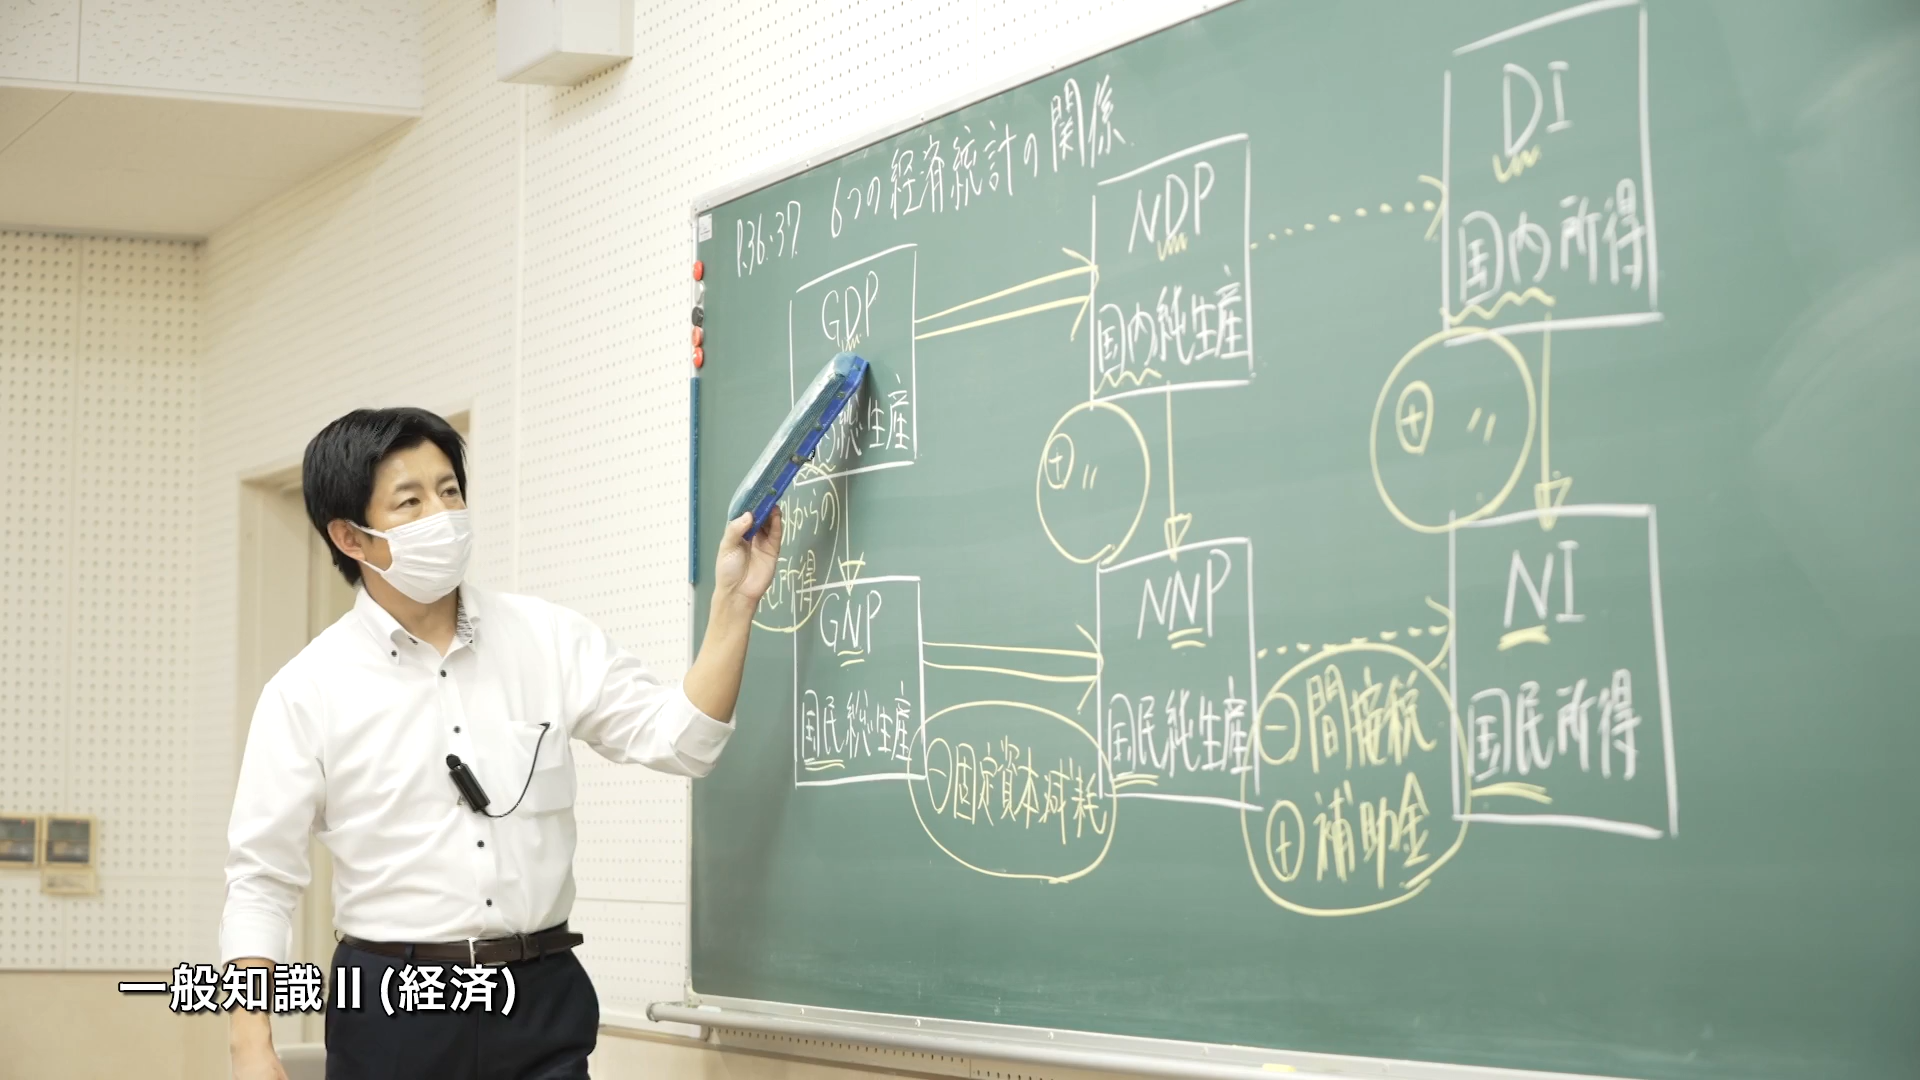 P.36.37 6つの経済統計の関係
GDP
総生産
NDP
国内純生産
DI
国内所得
からの
所得
⊕ 〃
⊕ 〃
GNP
国民総生産
NNP
国民純生産
NI
国民所得
⊖固定資本減耗
⊖間接税
⊕補助金
一般知識Ⅱ(経済)